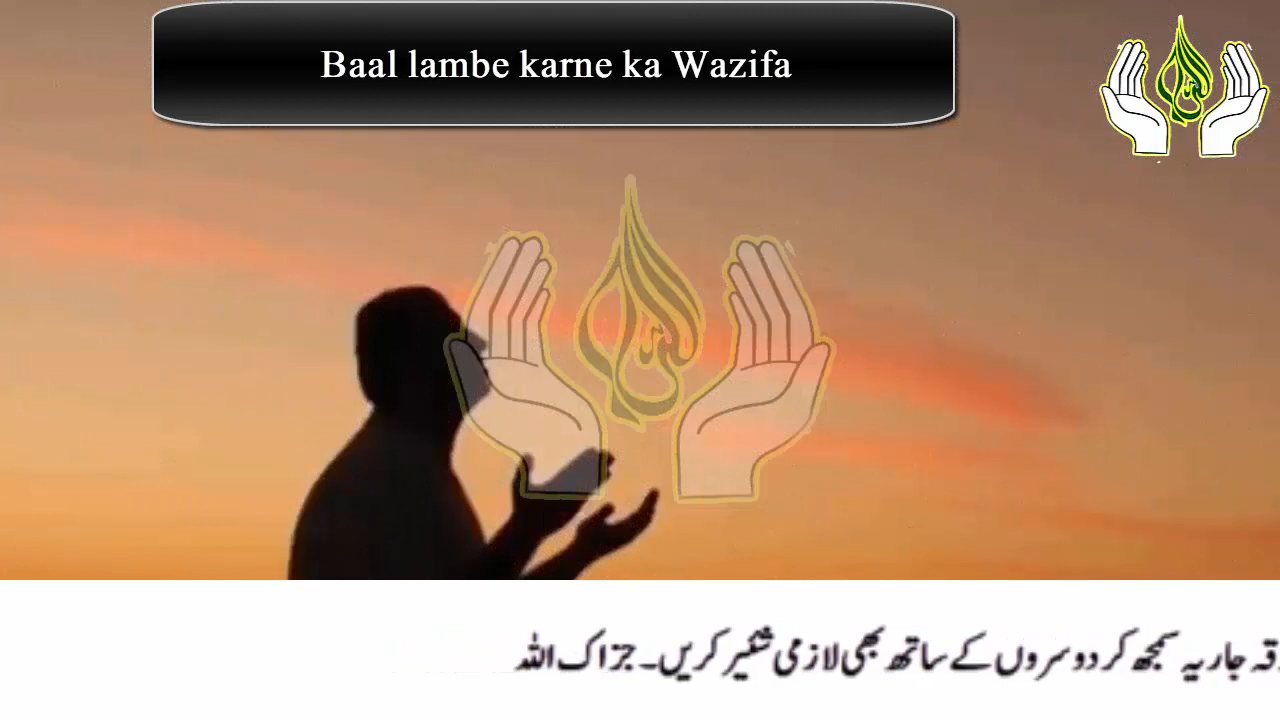 Baal lambe karne ka Wazifa
جاریہ سمجھ کر دوسروں کے ساتھ بھی لازمی شئیر کریں۔ جزاک اللہ